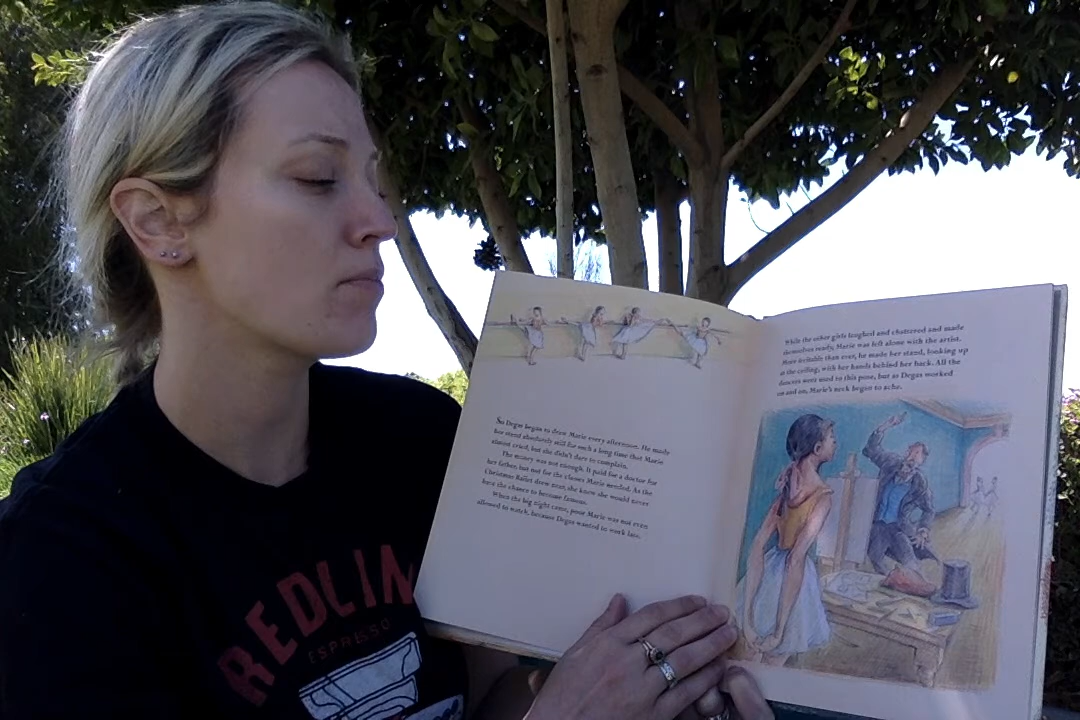 So Degas began to draw Marie every afternoon. He made
her stand absolutely still for such a long time that Marie
almost cried, but she didn't dare to complain.
The money was not enough. It paid for a doctor for
her father, but not for the classes Marie needed. As the
Christmas Ballet drew near, she knew she would never
have the chance to become famous.
When the big night came, poor Marie was not even
allowed to watch, because Degas wanted to work late.
While the other girls laughed and chattered and made
themselves ready, Marie was left alone with the artist.
More irritable than ever, he made her stand, looking up
at the ceiling, with her hands behind her back. All the
dancers were used to this pose, but as Degas worked
on and on, Marie's neck began to ache.
REDLIN
ESPRESSO